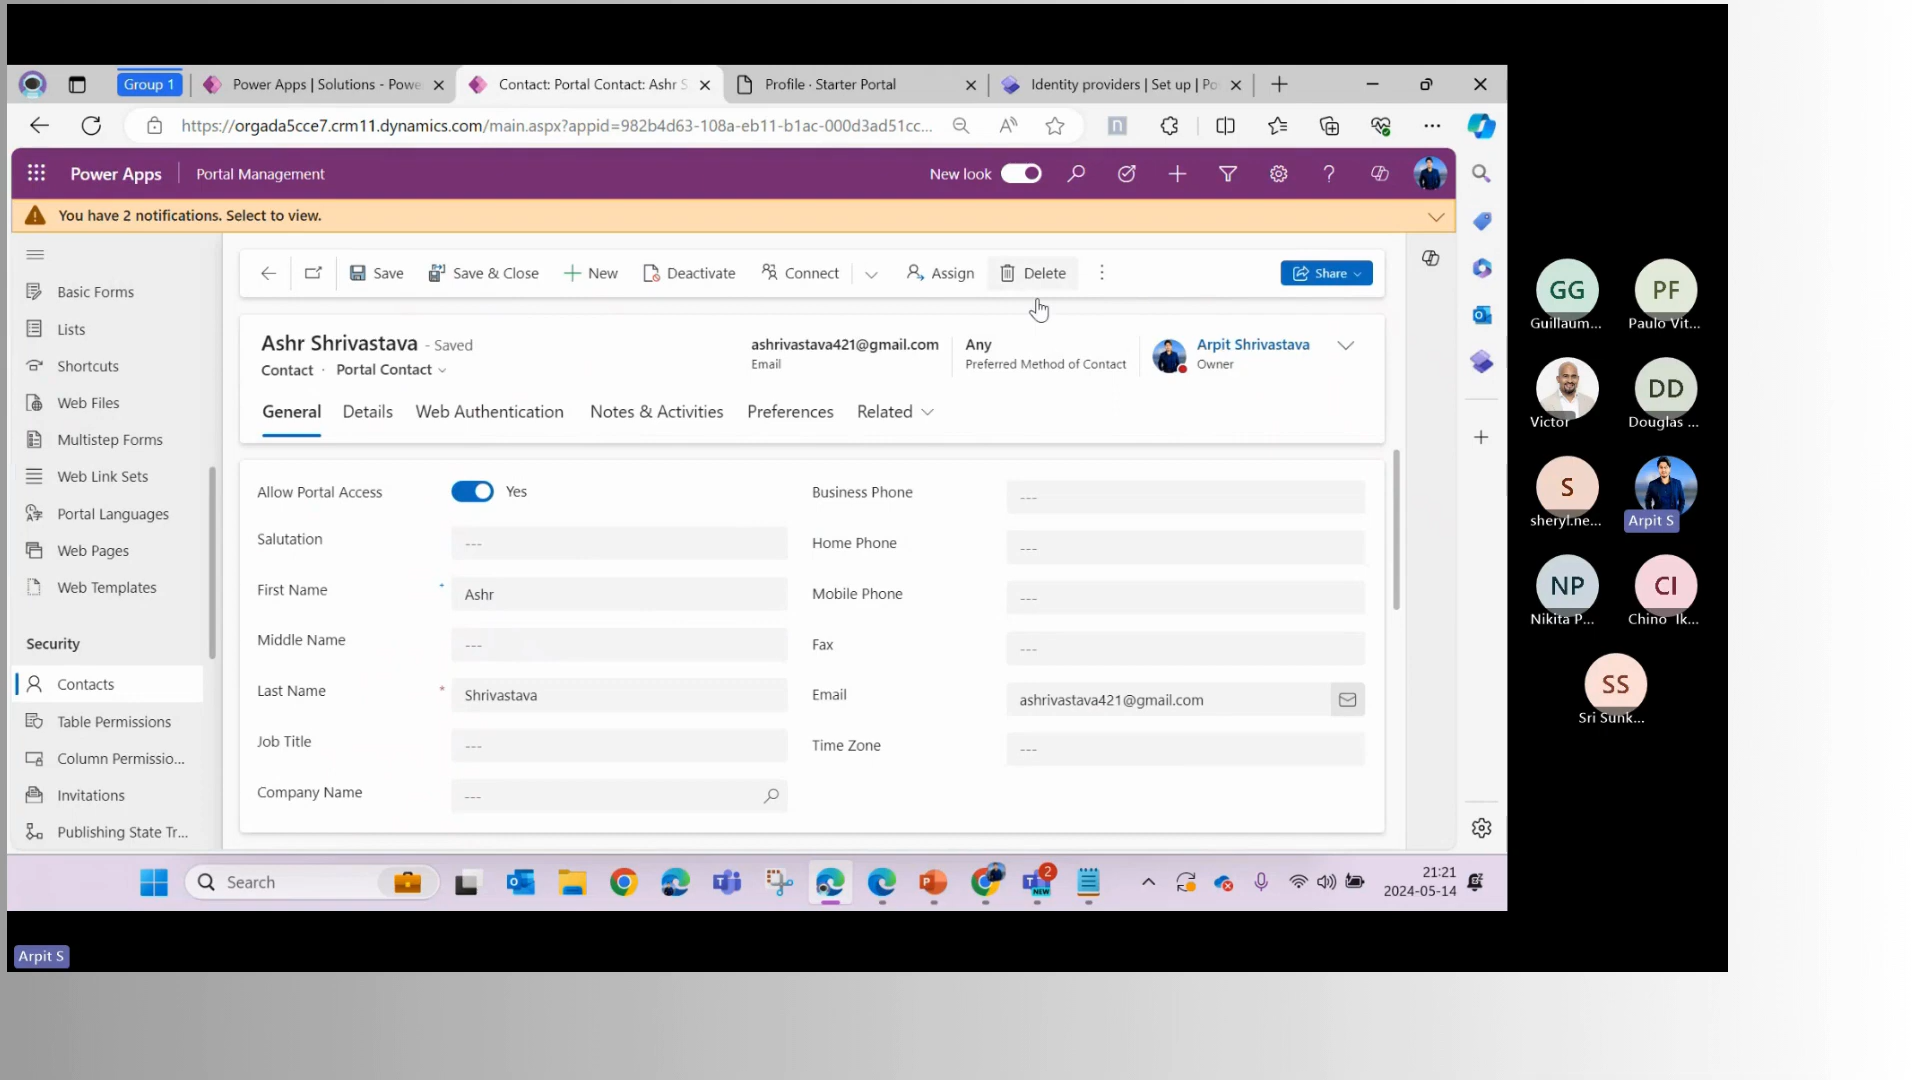 Group 1
Power Apps | Solutions - Powe
Contact: Portal Contact: Ashr S
Profile · Starter Portal
Identity providers | Set up | Po
https://orgada5cce7.crm11.dynamics.com/main.aspx?appid=982b4d63-108a-eb11-b1ac-000d3ad51cc...
Power Apps
Portal Management
New look
You have 2 notifications. Select to view.
Basic Forms
Lists
Shortcuts
Web Files
Multistep Forms
Web Link Sets
Portal Languages
Web Pages
Web Templates
Security
Contacts
Table Permissions
Column Permissio...
Invitations
Publishing State Tr...
Save
Save & Close
New
Deactivate
Connect
Assign
Delete
Share
Ashr Shrivastava - Saved
Contact · Portal Contact
ashrivastava421@gmail.com
Email
Any
Preferred Method of Contact
Arpit Shrivastava
Owner
General
Details
Web Authentication
Notes & Activities
Preferences
Related
Allow Portal Access
Yes
Salutation
---
First Name
*
Ashr
Middle Name
---
Last Name
*
Shrivastava
Job Title
---
Company Name
---
Business Phone
---
Home Phone
---
Mobile Phone
---
Fax
---
Email
ashrivastava421@gmail.com
Time Zone
---
GG
Guillaum...
PF
Paulo Vit...
Victor
DD
Douglas ...
S
sheryl.ne...
Arpit S
NP
Nikita P...
CI
Chino Ik...
SS
Sri Sunk...
Search
2
NEW
21:21
2024-05-14
Arpit S